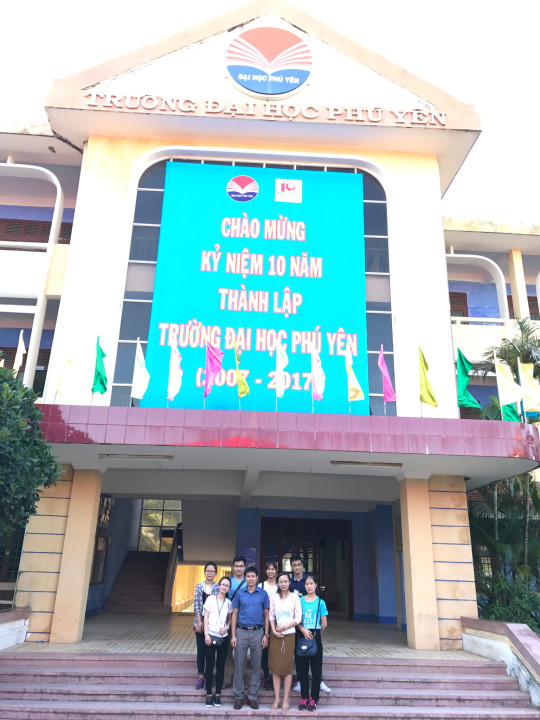 ĐẠI HỌC PHÚ YÊN
TRƯỜNG ĐẠI HỌC PHÚ YÊN
CHÀO MỪNG
KỶ NIỆM 10 NĂM
THÀNH LẬP
TRƯỜNG ĐẠI HỌC PHÚ YÊN
(2007 - 2017)